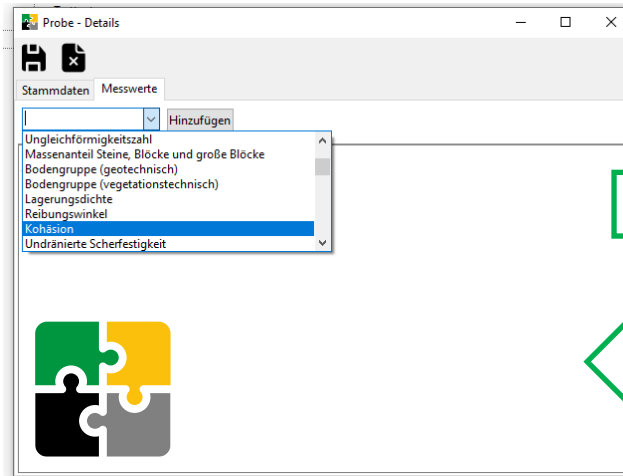 Probe - Details
Stammdaten Messwerte
Hinzufügen
Ungleichförmigkeitszahl
Massenanteil Steine, Blöcke und große Blöcke
Bodengruppe (geotechnisch)
Bodengruppe (vegetationstechnisch)
Lagerungsdichte
Reibungswinkel
Kohäsion
Undränierte Scherfestigkeit